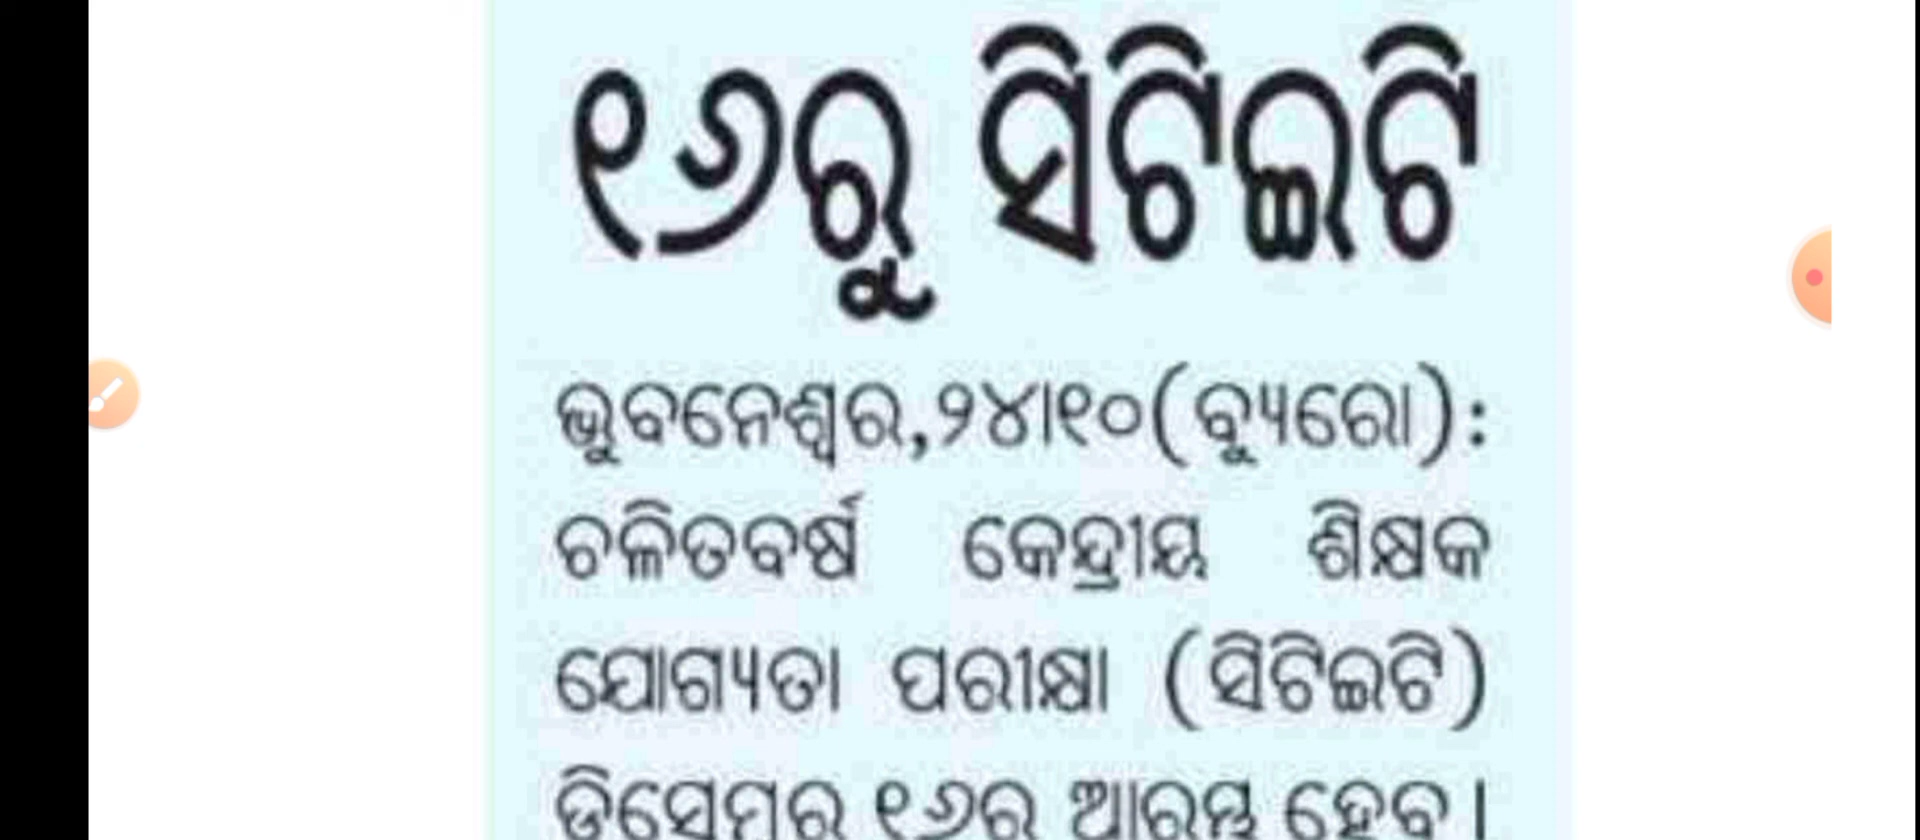 ୧୬ରୁ ସିଟିଇଟି
ଭୁବନେଶ୍ୱର,୨୪।୧୦(ବ୍ୟୁରୋ):
ଚଳିତବର୍ଷ କେନ୍ଦ୍ରୀୟ ଶିକ୍ଷକ
ଯୋଗ୍ୟତା ପରୀକ୍ଷା (ସିଟିଇଟି)
ଡିସେମ୍ବର ୧୬ରୁ ଆରମ୍ଭ ହେବ।